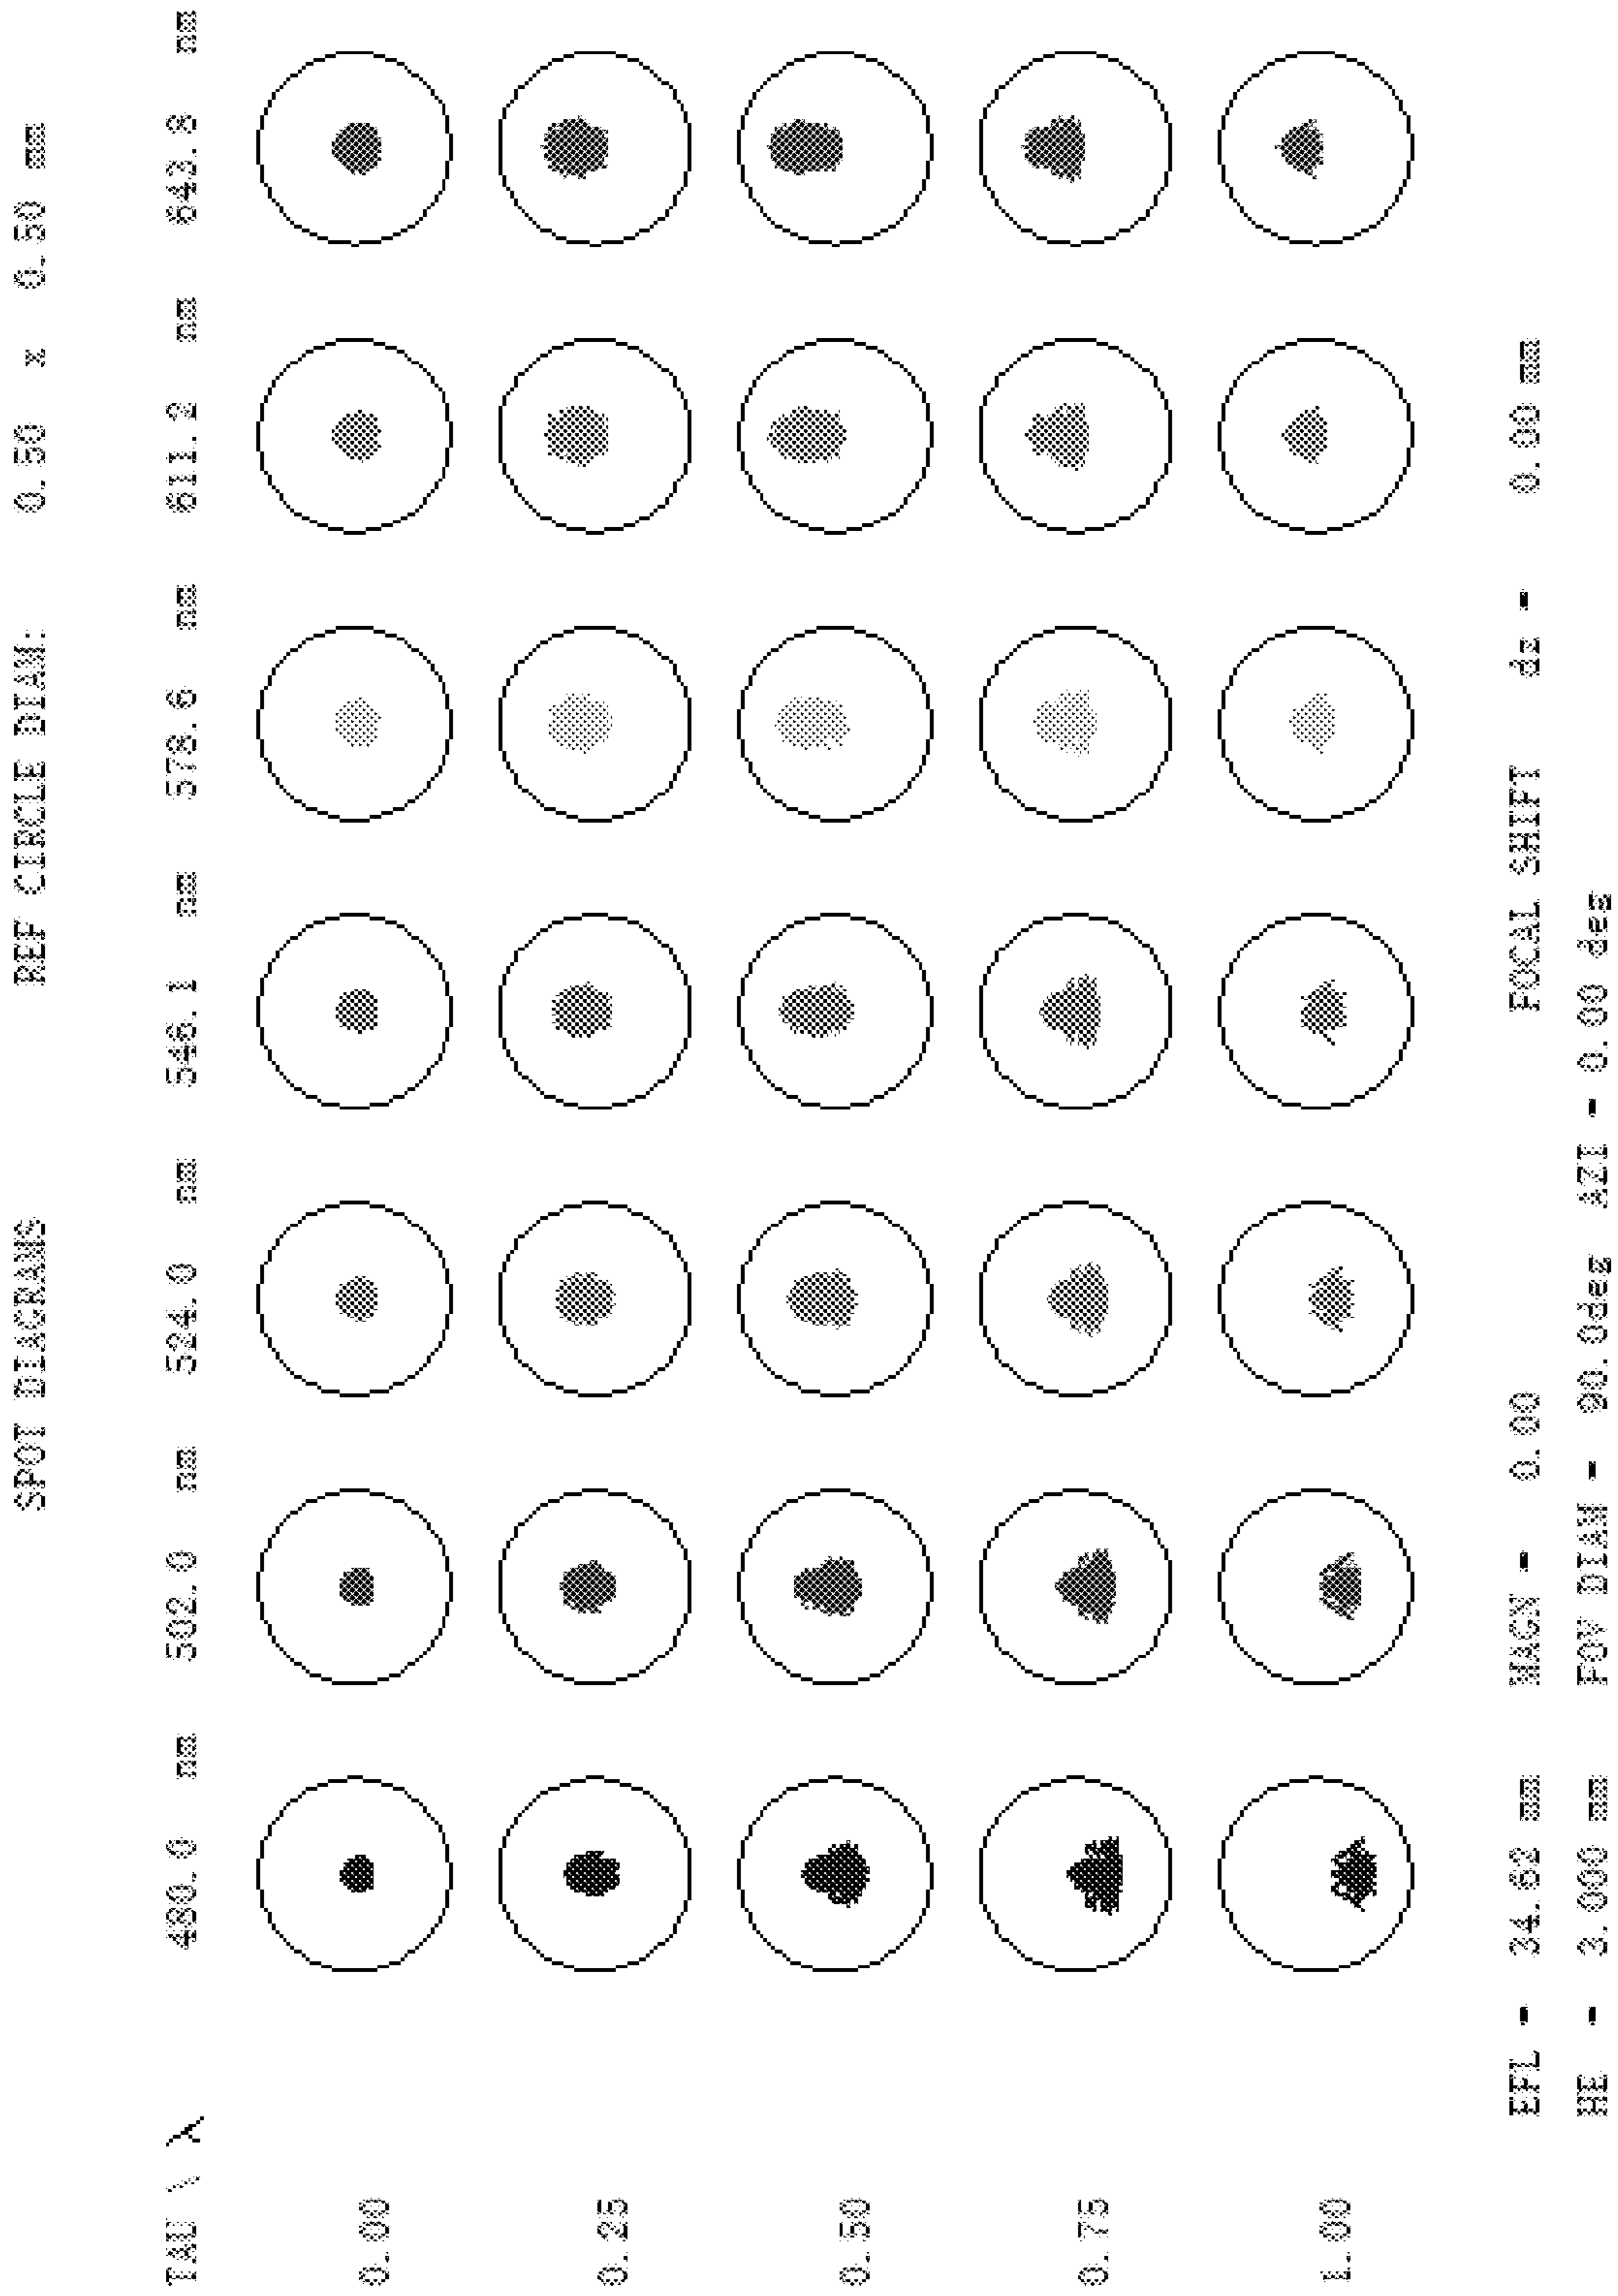 SPOT DIAGRAMS REF CIRCLE DIAM: 0.50 x 0.50 mm
TAU \ λ 480.0 nm 502.0 nm 524.0 nm 546.1 nm 578.6 nm 611.2 nm 643.8 nm
0.00
0.25
0.50
0.75
1.00
EFL - 34.62 mm MAGN - 0.00 FOCAL SHIFT dz - 0.00 mm
HE - 3.000 mm FOV DIAM - 90.0deg AZI - 0.00 deg